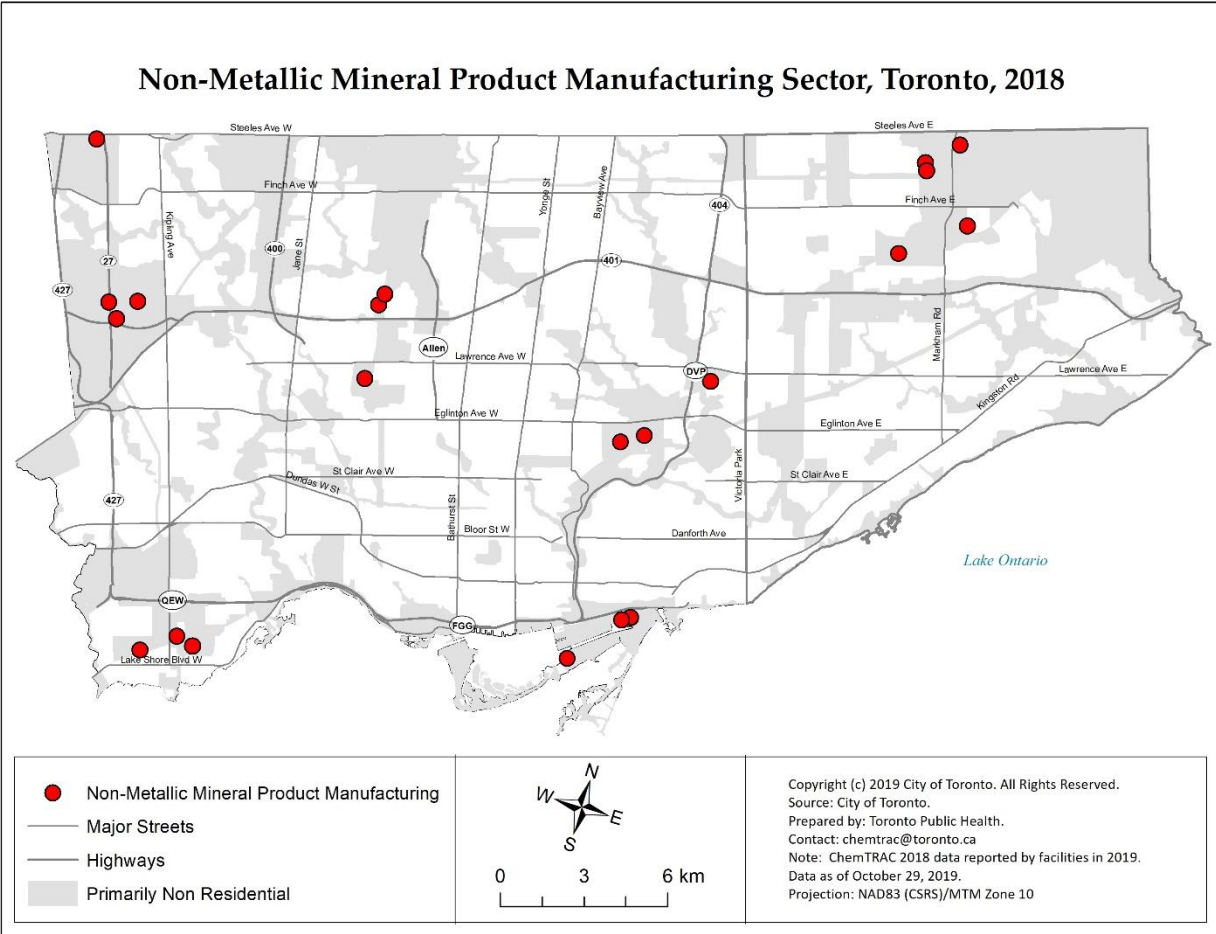 Non-Metallic Mineral Product Manufacturing Sector, Toronto, 2018
Steeles Ave W
Steeles Ave E
Finch Ave W
Finch Ave E
Kipling Ave
Jane St
Yonge St
Bayview Ave
404
400
401
27
427
Markham Rd
Allen
Lawrence Ave W
DVP
Lawrence Ave E
Kingston Rd
Eglinton Ave W
Eglinton Ave E
St Clair Ave W
St Clair Ave E
Dundas W St
Victoria Park
427
Bathurst St
Bloor St W
Danforth Ave
Lake Ontario
QEW
FGG
Lake Shore Blvd W
Non-Metallic Mineral Product Manufacturing
Major Streets
Highways
Primarily Non Residential
N
W
E
S
0 3 6 km
Copyright (c) 2019 City of Toronto. All Rights Reserved.
Source: City of Toronto.
Prepared by: Toronto Public Health.
Contact: chemtrac@toronto.ca
Note: ChemTRAC 2018 data reported by facilities in 2019.
Data as of October 29, 2019.
Projection: NAD83 (CSRS)/MTM Zone 10